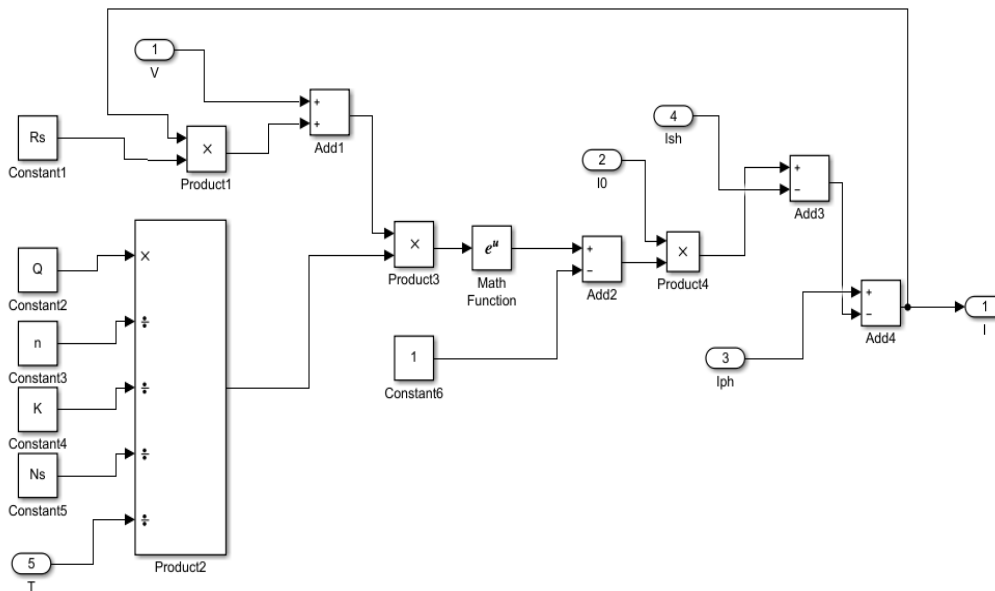 1
V
+
+
Add1
Rs
Constant1
×
Product1
4
Ish
2
I0
+
−
Add3
Q
Constant2
×
n
Constant3
÷
K
Constant4
÷
Ns
Constant5
÷
5
T
÷
Product2
×
Product3
e^u
Math
Function
+
−
Add2
×
Product4
1
Constant6
3
Iph
+
−
Add4
1
I